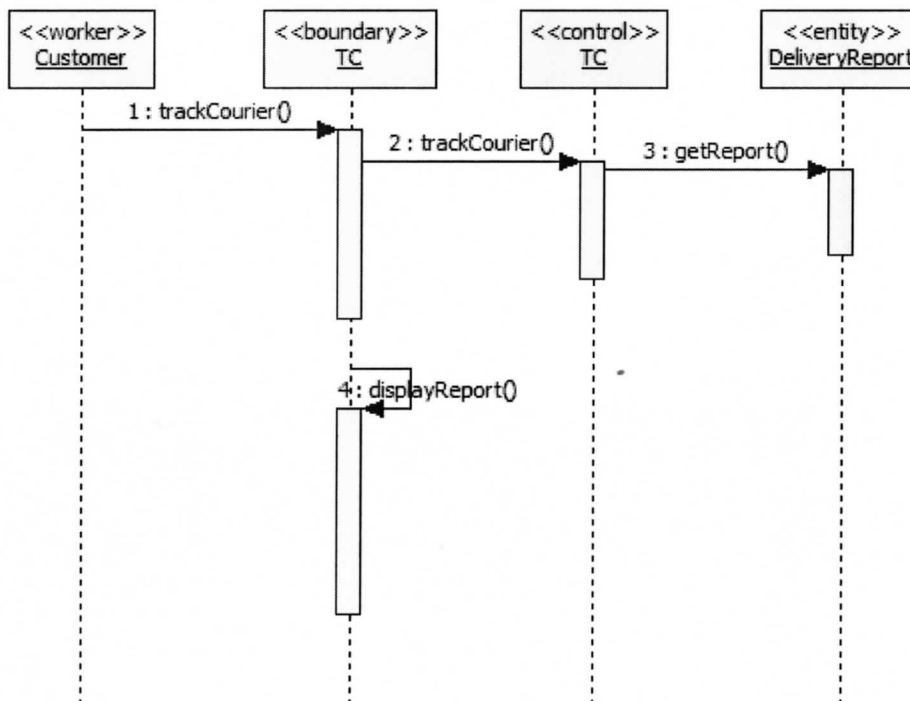 <<worker>>
Customer
<<boundary>>
TC
<<control>>
TC
<<entity>>
DeliveryReport
1 : trackCourier()
2 : trackCourier()
3 : getReport()
4 : displayReport()